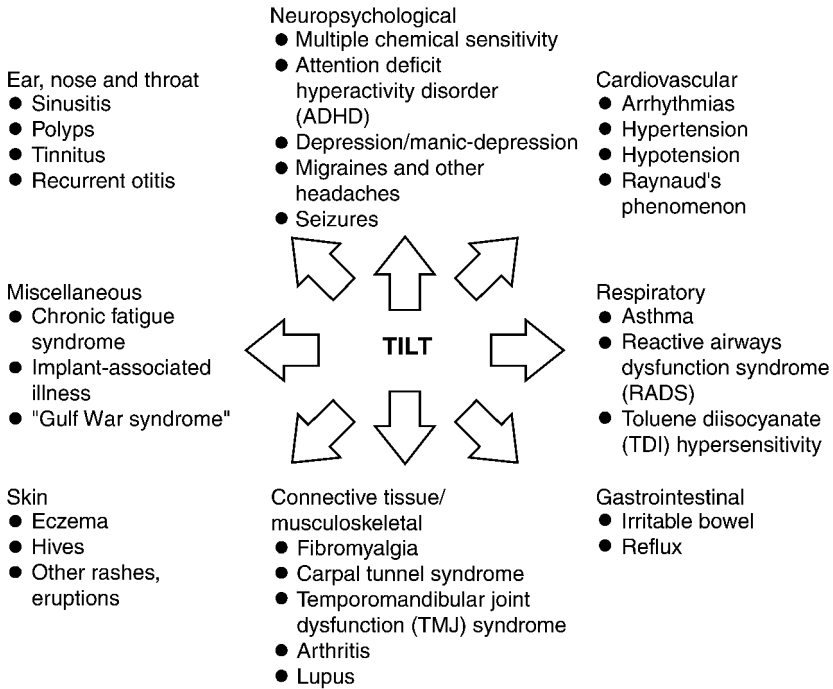 Neuropsychological
● Multiple chemical sensitivity
● Attention deficit
hyperactivity disorder
(ADHD)
● Depression/manic-depression
● Migraines and other
headaches
● Seizures
Ear, nose and throat
● Sinusitis
● Polyps
● Tinnitus
● Recurrent otitis
Cardiovascular
● Arrhythmias
● Hypertension
● Hypotension
● Raynaud's
phenomenon
Miscellaneous
● Chronic fatigue
syndrome
● Implant-associated
illness
● "Gulf War syndrome"
TILT
Respiratory
● Asthma
● Reactive airways
dysfunction syndrome
(RADS)
● Toluene diisocyanate
(TDI) hypersensitivity
Skin
● Eczema
● Hives
● Other rashes,
eruptions
Connective tissue/
musculoskeletal
● Fibromyalgia
● Carpal tunnel syndrome
● Temporomandibular joint
dysfunction (TMJ) syndrome
● Arthritis
● Lupus
Gastrointestinal
● Irritable bowel
● Reflux